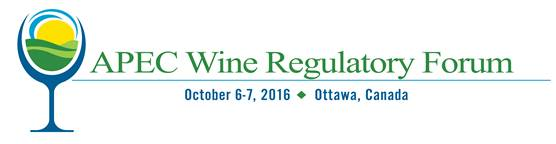 APEC Wine Regulatory Forum
October 6-7, 2016 ◆ Ottawa, Canada